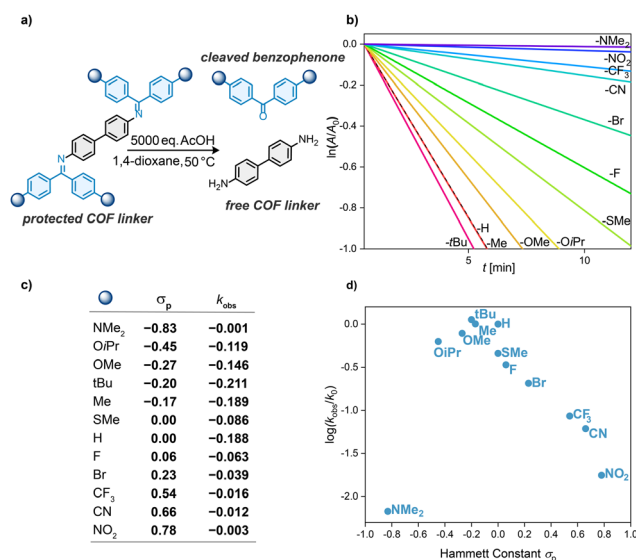 a)
cleaved benzophenone
O
N
N
5000 eq. AcOH
1,4-dioxane, 50 °C
NH₂
H₂N
protected COF linker
free COF linker
b)
ln(A/A₀)
0.0
-0.2
-0.4
-0.6
-0.8
-1.0
-NMe₂
-NO₂
-CF₃
-CN
-Br
-F
-SMe
-H
-tBu
-Me
-OMe
-OiPr
5
10
t [min]
c)
σp kobs
NMe₂ −0.83 −0.001
OiPr −0.45 −0.119
OMe −0.27 −0.146
tBu −0.20 −0.211
Me −0.17 −0.189
SMe 0.00 −0.086
H 0.00 −0.188
F 0.06 −0.063
Br 0.23 −0.039
CF₃ 0.54 −0.016
CN 0.66 −0.012
NO₂ 0.78 −0.003
d)
log(kobs/k0)
0.0
-0.5
-1.0
-1.5
-2.0
tBu
Me
H
OiPr
OMe
SMe
F
Br
CF₃
CN
NO₂
NMe₂
-1.0 -0.8 -0.6 -0.4 -0.2 0.0 0.2 0.4 0.6 0.8 1.0
Hammett Constant σp